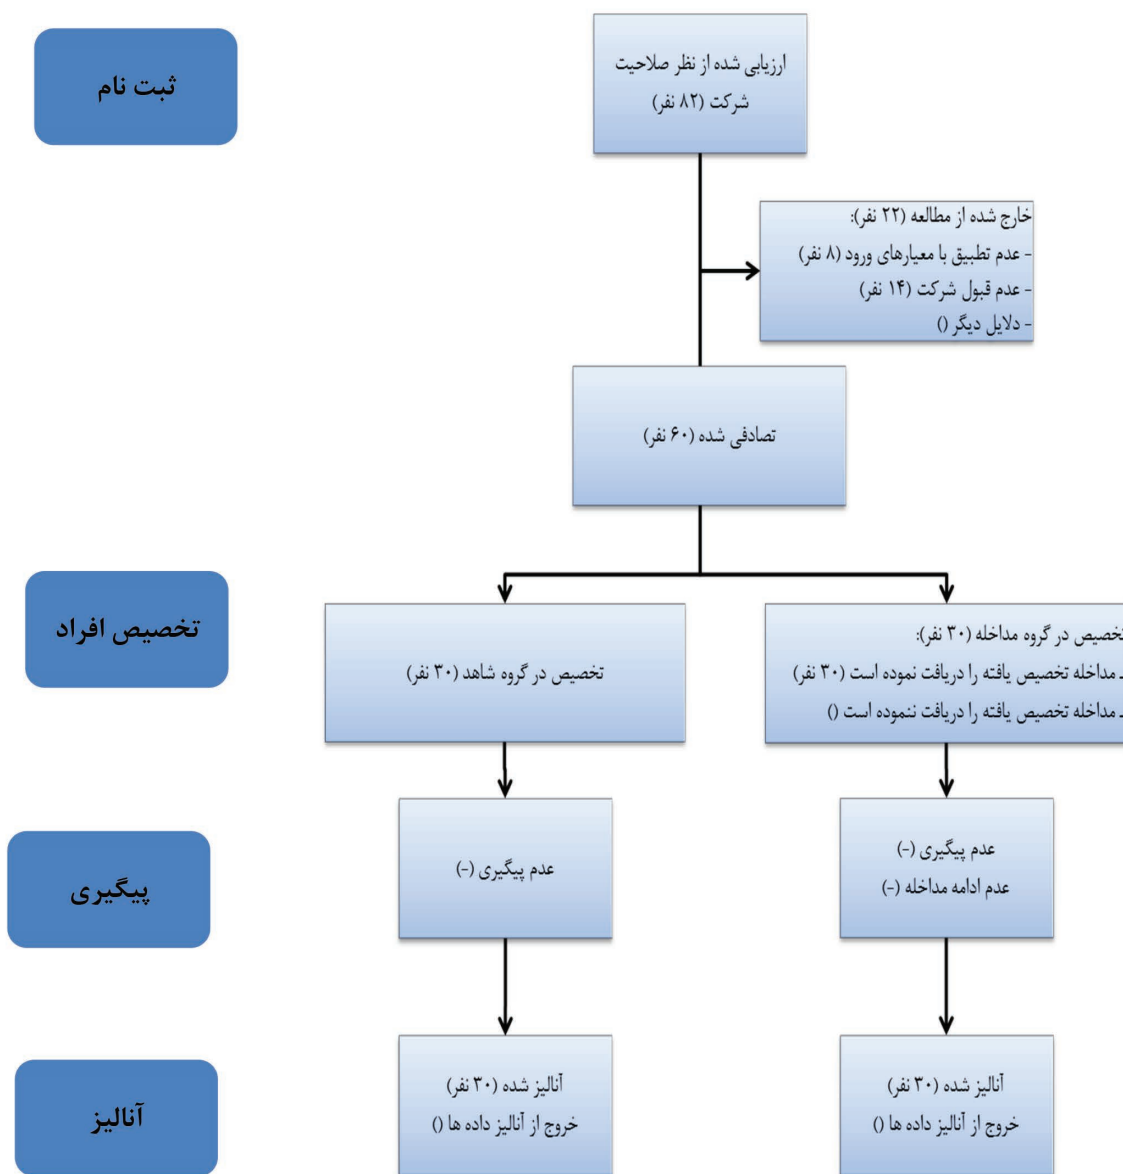 ثبت نام
ارزیابی شده از نظر صلاحیت
شرکت (۸۲ نفر)
خارج شده از مطالعه (۲۲ نفر):
- عدم تطبیق با معیارهای ورود (۸ نفر)
- عدم قبول شرکت (۱۴ نفر)
- دلایل دیگر ()
تصادفی شده (۶۰ نفر)
تخصیص افراد
تخصیص در گروه مداخله (۳۰ نفر):
ـ مداخله تخصیص یافته را دریافت نموده است (۳۰ نفر)
ـ مداخله تخصیص یافته را دریافت ننموده است ()
تخصیص در گروه شاهد (۳۰ نفر)
پیگیری
عدم پیگیری (-)
عدم ادامه مداخله (-)
عدم پیگیری (-)
آنالیز
آنالیز شده (۳۰ نفر)
خروج از آنالیز داده ها ()
آنالیز شده (۳۰ نفر)
خروج از آنالیز داده ها ()